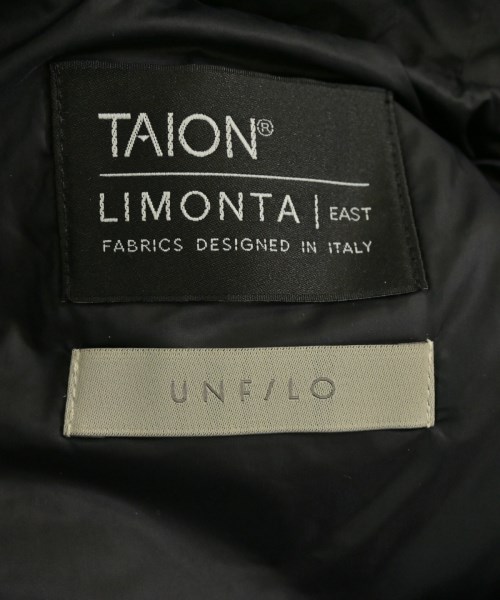 TAION®
LIMONTA | EAST
FABRICS DESIGNED IN ITALY
UNF/LO